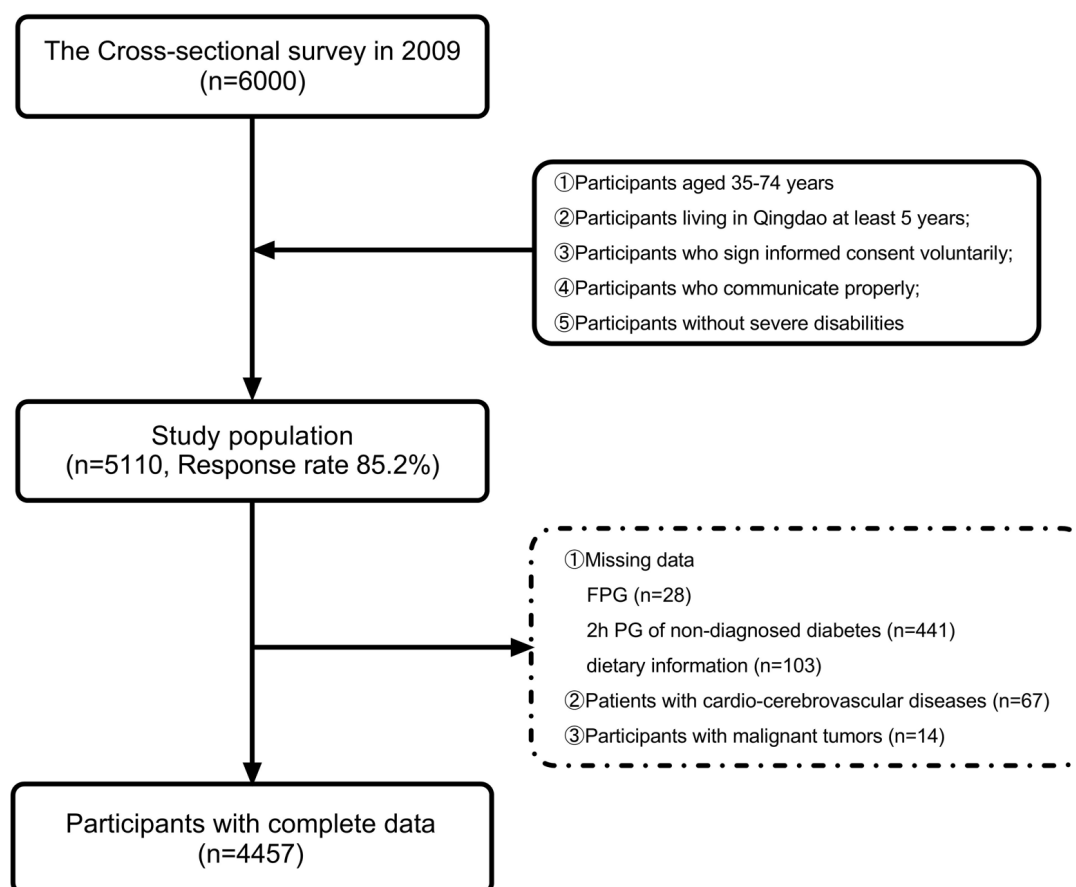 The Cross-sectional survey in 2009
(n=6000)
①Participants aged 35-74 years
②Participants living in Qingdao at least 5 years;
③Participants who sign informed consent voluntarily;
④Participants who communicate properly;
⑤Participants without severe disabilities
Study population
(n=5110, Response rate 85.2%)
①Missing data
FPG (n=28)
2h PG of non-diagnosed diabetes (n=441)
dietary information (n=103)
②Patients with cardio-cerebrovascular diseases (n=67)
③Participants with malignant tumors (n=14)
Participants with complete data
(n=4457)